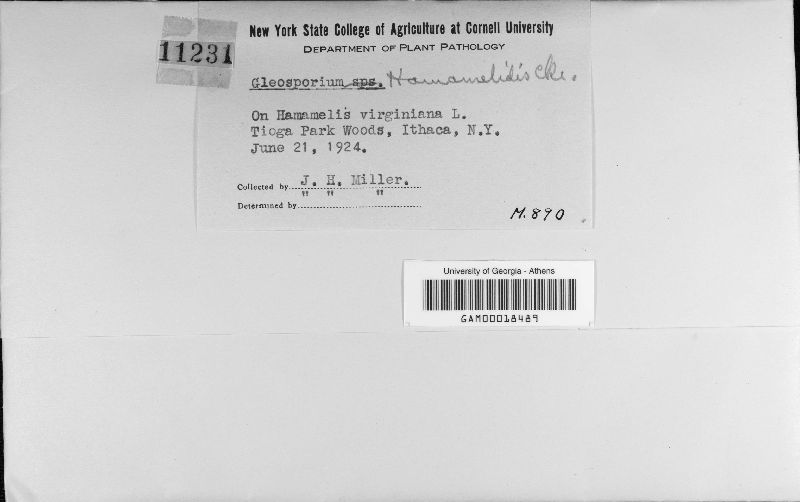 11231
New York State College of Agriculture at Cornell University
DEPARTMENT OF PLANT PATHOLOGY
Gleosporium sps. Hamamelidis Cke.
On Hamamelis virginiana L.
Tioga Park Woods, Ithaca, N.Y.
June 21, 1924.
Collected by J. H. Miller.
Determined by " " "
M. 890
University of Georgia - Athens
GAM00018489